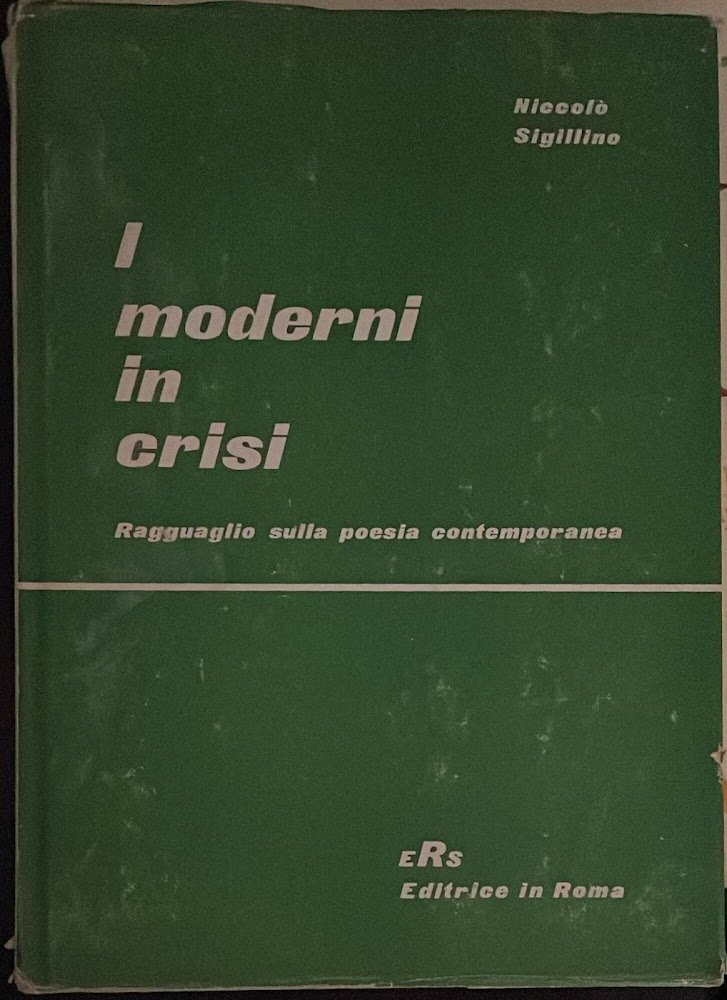 Niccolò
Sigillino
I
moderni
in
crisi
Ragguaglio sulla poesia contemporanea
ERS
Editrice in Roma